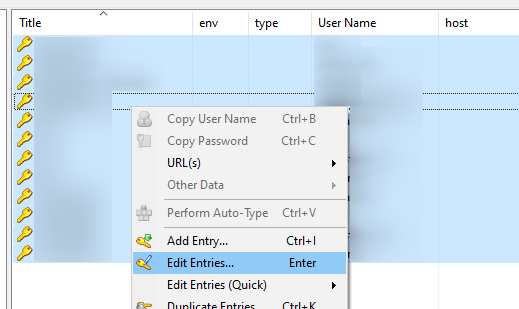 Title env type User Name host
Copy User Name Ctrl+B
Copy Password Ctrl+C
URL(s)
Other Data
Perform Auto-Type Ctrl+V
Add Entry... Ctrl+I
Edit Entries... Enter
Edit Entries (Quick)
Duplicate Entries Ctrl+K